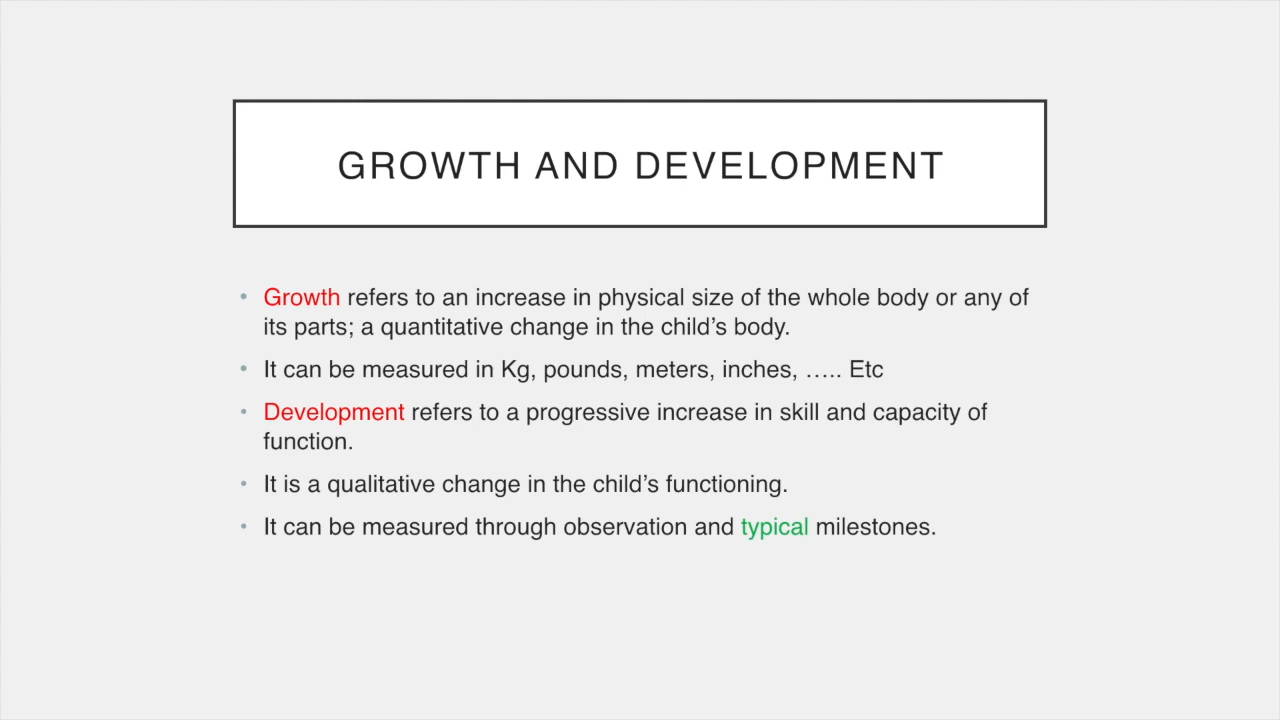 GROWTH AND DEVELOPMENT
• Growth refers to an increase in physical size of the whole body or any of
its parts; a quantitative change in the child’s body.
• It can be measured in Kg, pounds, meters, inches, ….. Etc
• Development refers to a progressive increase in skill and capacity of
function.
• It is a qualitative change in the child’s functioning.
• It can be measured through observation and typical milestones.